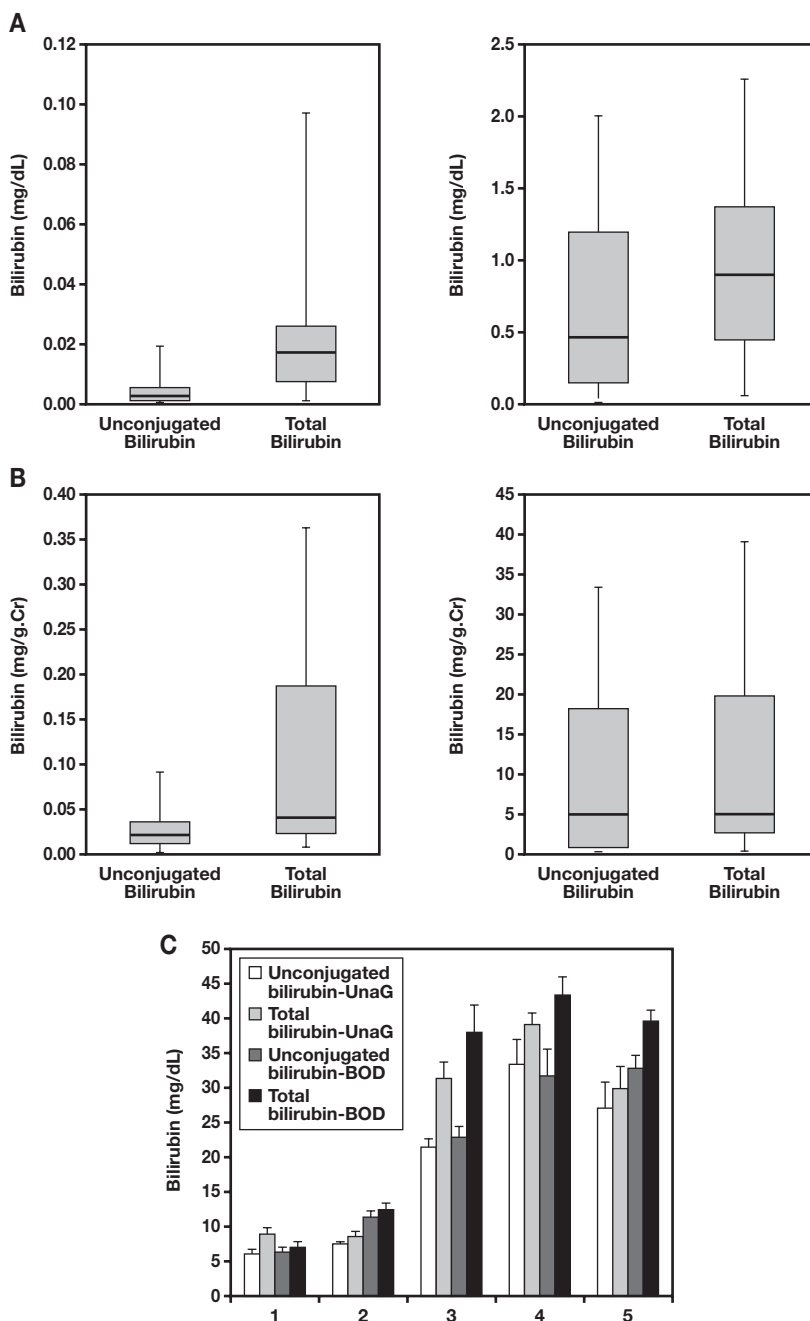 A
0.12
0.10
0.08
0.06
0.04
0.02
0.00
Bilirubin (mg/dL)
Unconjugated
Bilirubin
Total
Bilirubin
2.5
2.0
1.5
1.0
0.5
0.0
Bilirubin (mg/dL)
Unconjugated
Bilirubin
Total
Bilirubin
B
0.40
0.35
0.30
0.25
0.20
0.15
0.10
0.05
0.00
Bilirubin (mg/g.Cr)
Unconjugated
Bilirubin
Total
Bilirubin
45
40
35
30
25
20
15
10
5
0
Bilirubin (mg/g.Cr)
Unconjugated
Bilirubin
Total
Bilirubin
C
50
45
40
35
30
25
20
15
10
5
0
Bilirubin (mg/dL)
Unconjugated
bilirubin-UnaG
Total
bilirubin-UnaG
Unconjugated
bilirubin-BOD
Total
bilirubin-BOD
1 2 3 4 5